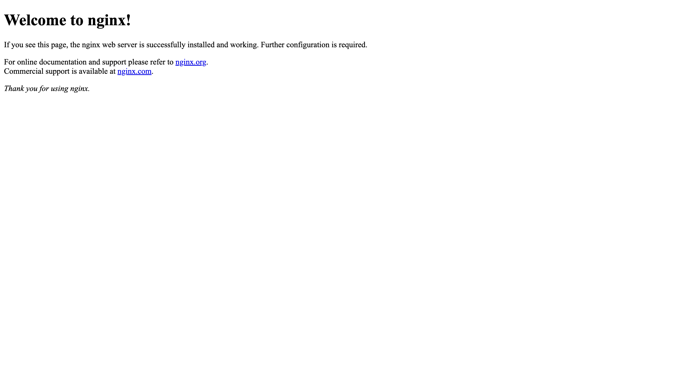 Welcome to nginx!
If you see this page, the nginx web server is successfully installed and working. Further configuration is required.
For online documentation and support please refer to nginx.org.
Commercial support is available at nginx.com.
Thank you for using nginx.